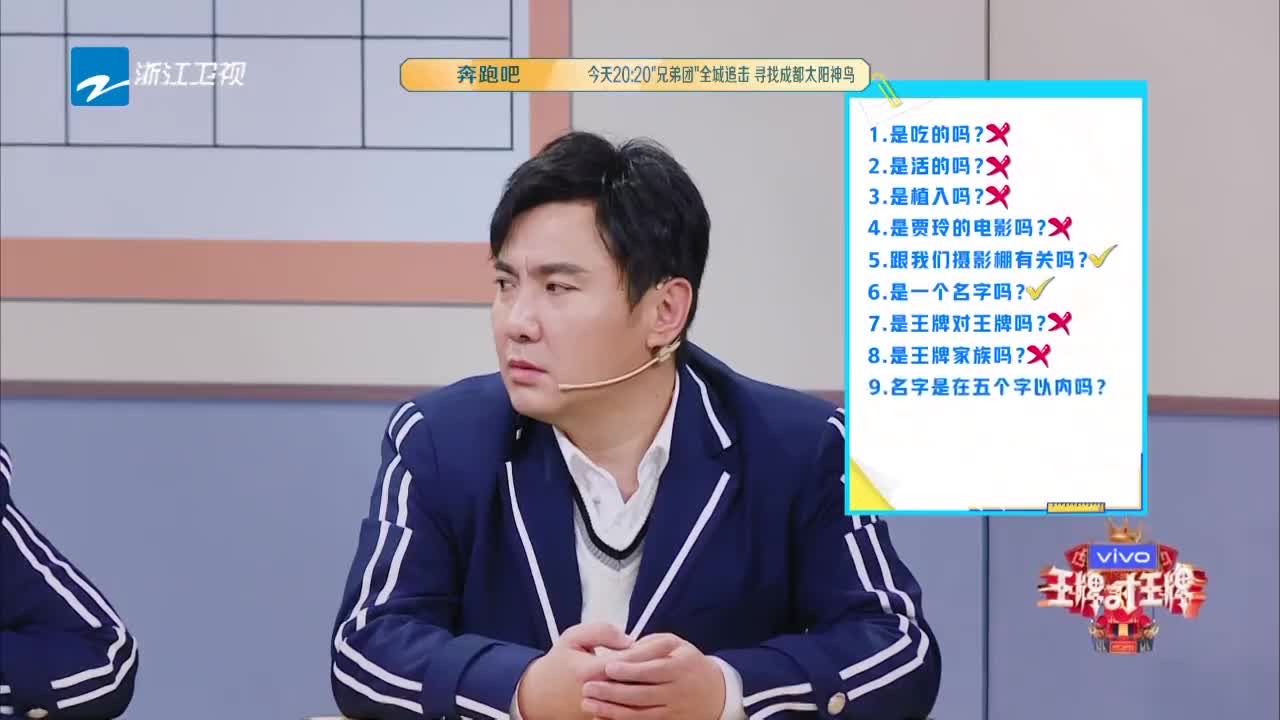 浙江卫视
奔跑吧 今天20:20"兄弟团"全城追击 寻找成都太阳神鸟
1.是吃的吗?
2.是活的吗?
3.是植入吗?
4.是贾玲的电影吗?
5.跟我们摄影棚有关吗?
6.是一个名字吗?
7.是王牌对王牌吗?
8.是王牌家族吗?
9.名字是在五个字以内吗?
vivo
王牌对王牌